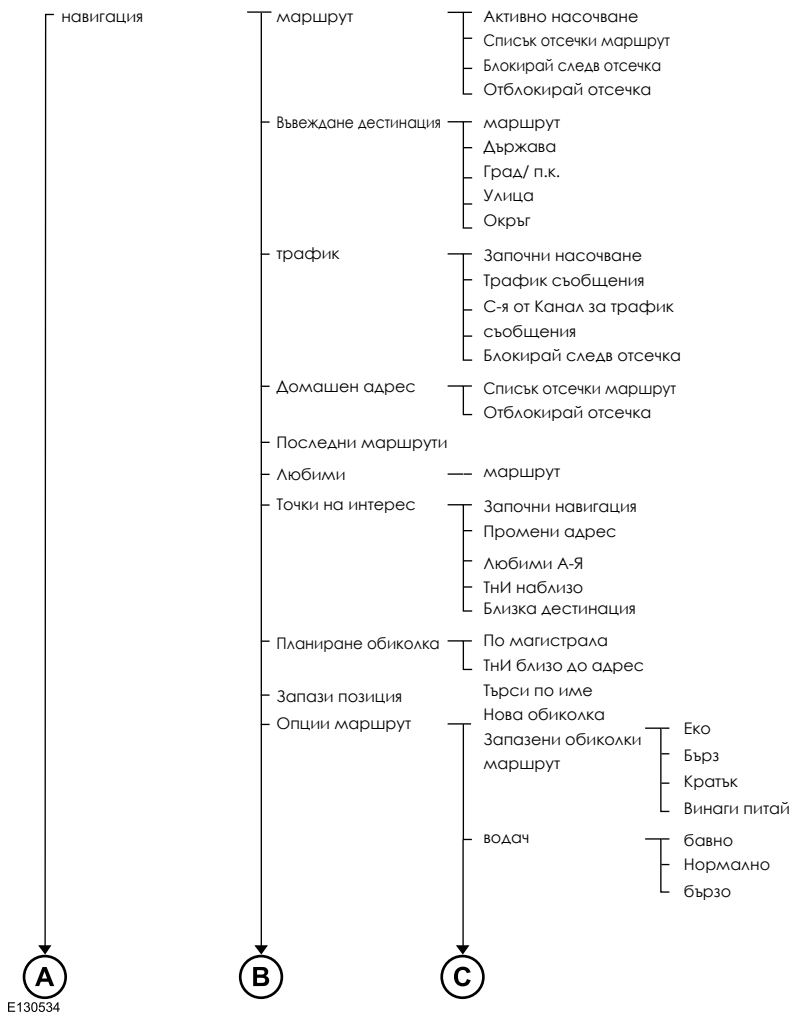 навигация
маршрут
Активно насочване
Списък отсечки маршрут
Блокирай следв отсечка
Отблокирай отсечка
Въвеждане дестинация
маршрут
Държава
Град/ п.к.
Улица
Окръг
трафик
Започни насочване
Трафик съобщения
С-я от Канал за трафик
съобщения
Блокирай следв отсечка
Домашен адрес
Списък отсечки маршрут
Отблокирай отсечка
Последни маршрути
Любими
маршрут
Точки на интерес
Започни навигация
Промени адрес
Любими А-Я
ТнИ наблизо
Близка дестинация
Планиране обиколка
По магистрала
ТнИ близо до адрес
Търси по име
Запази позиция
Нова обиколка
Опции маршрут
Запазени обиколки
маршрут
Еко
Бърз
Кратък
Винаги питай
водач
бавно
Нормално
бързо
A
B
C
E130534